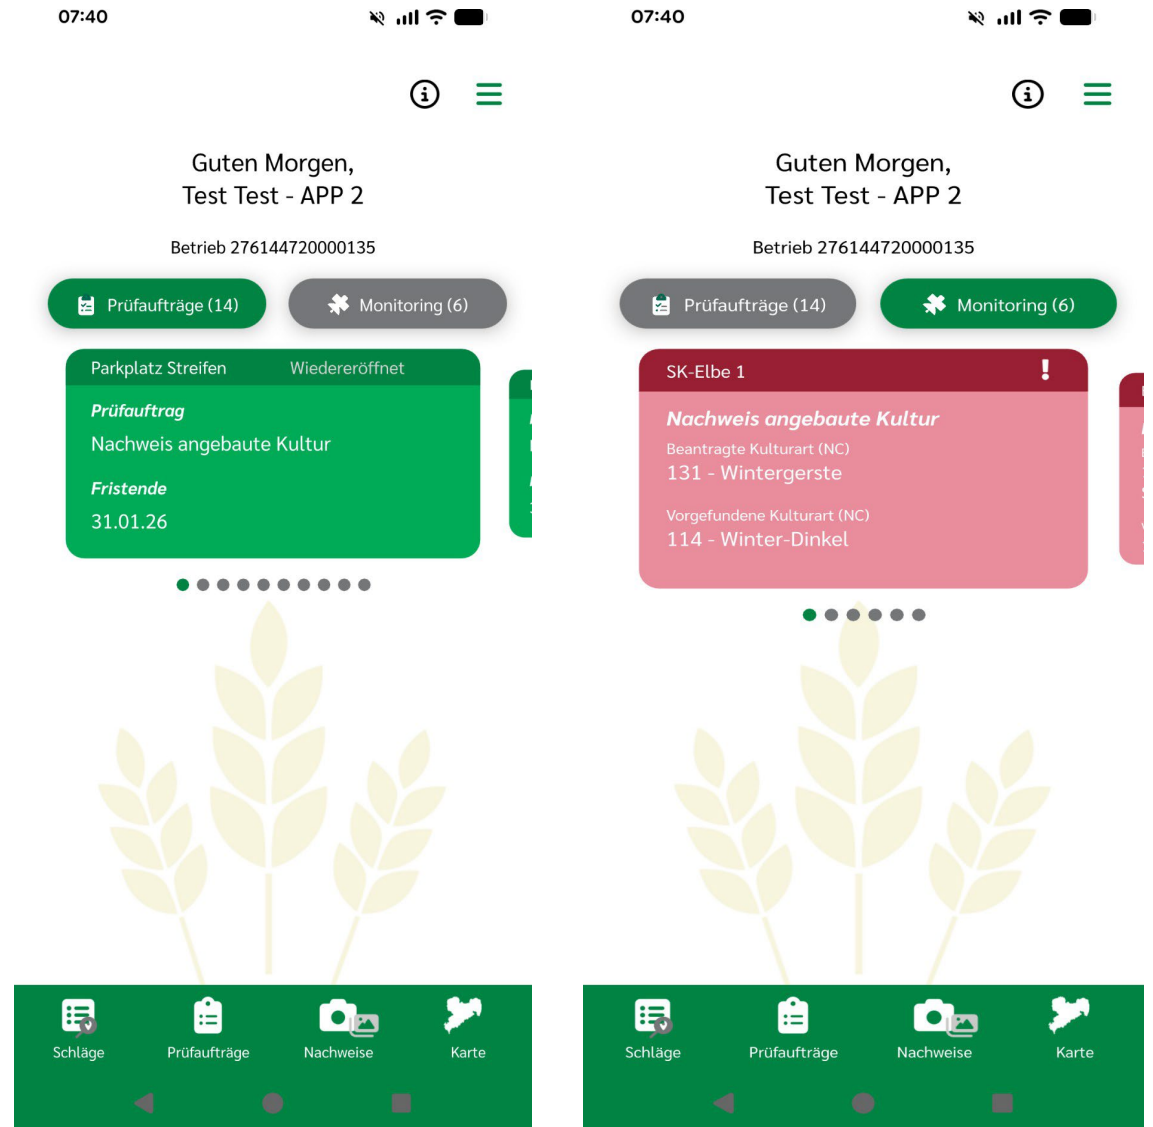 07:40
Guten Morgen,
Test Test - APP 2
Betrieb 276144720000135
Prüfaufträge (14)
Monitoring (6)
Parkplatz Streifen
Wiedereröffnet
Prüfauftrag
Nachweis angebaute Kultur
Fristende
31.01.26
Schläge
Prüfaufträge
Nachweise
Karte
07:40
Guten Morgen,
Test Test - APP 2
Betrieb 276144720000135
Prüfaufträge (14)
Monitoring (6)
SK-Elbe 1
Nachweis angebaute Kultur
Beantragte Kulturart (NC)
131 - Wintergerste
Vorgefundene Kulturart (NC)
114 - Winter-Dinkel
Schläge
Prüfaufträge
Nachweise
Karte